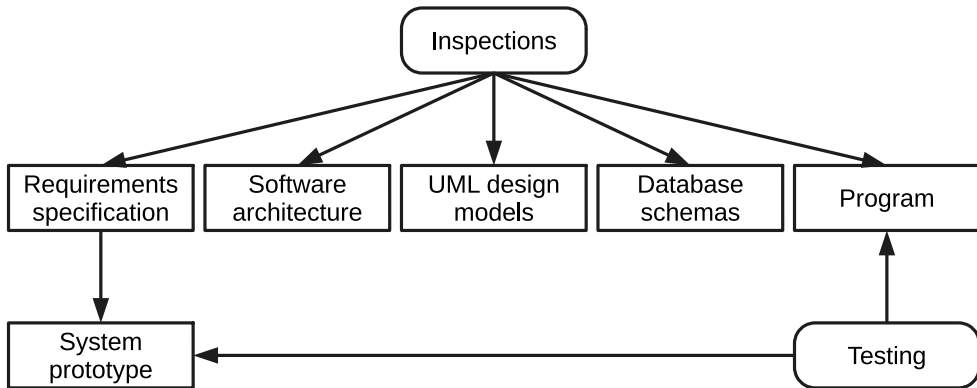 Inspections
Requirements
specification
Software
architecture
UML design
models
Database
schemas
Program
System
prototype
Testing